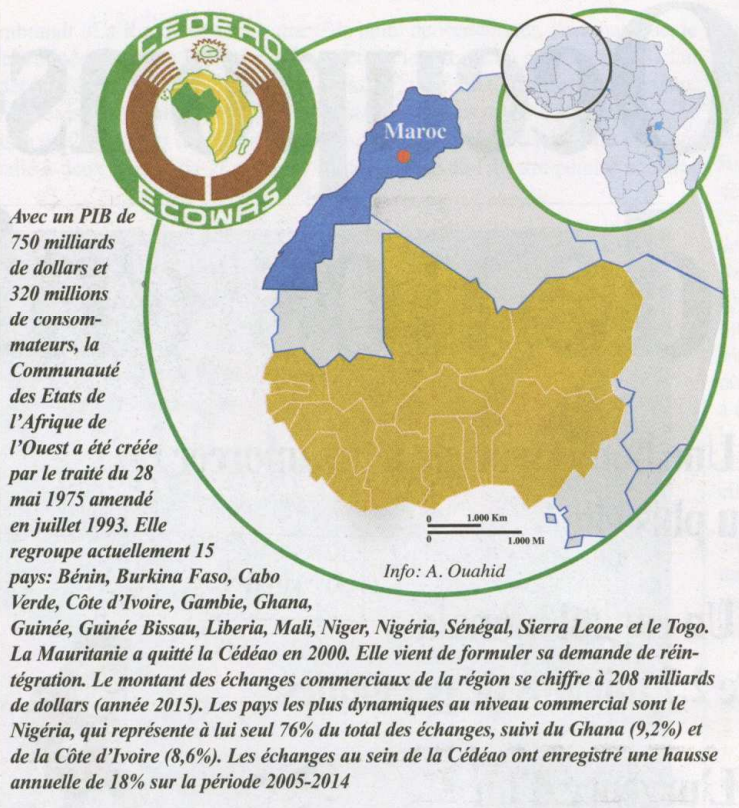 CEDEAO
ECOWAS
Maroc
Avec un PIB de
750 milliards
de dollars et
320 millions
de consom-
mateurs, la
Communauté
des Etats de
l'Afrique de
l'Ouest a été créée
par le traité du 28
mai 1975 amendé
en juillet 1993. Elle
regroupe actuellement 15
pays: Bénin, Burkina Faso, Cabo
Verde, Côte d'Ivoire, Gambie, Ghana,
Guinée, Guinée Bissau, Liberia, Mali, Niger, Nigéria, Sénégal, Sierra Leone et le Togo.
La Mauritanie a quitté la Cédéao en 2000. Elle vient de formuler sa demande de réin-
tégration. Le montant des échanges commerciaux de la région se chiffre à 208 milliards
de dollars (année 2015). Les pays les plus dynamiques au niveau commercial sont le
Nigéria, qui représente à lui seul 76% du total des échanges, suivi du Ghana (9,2%) et
de la Côte d'Ivoire (8,6%). Les échanges au sein de la Cédéao ont enregistré une hausse
annuelle de 18% sur la période 2005-2014
0 1.000 Km
0 1.000 Mi
Info: A. Ouahid